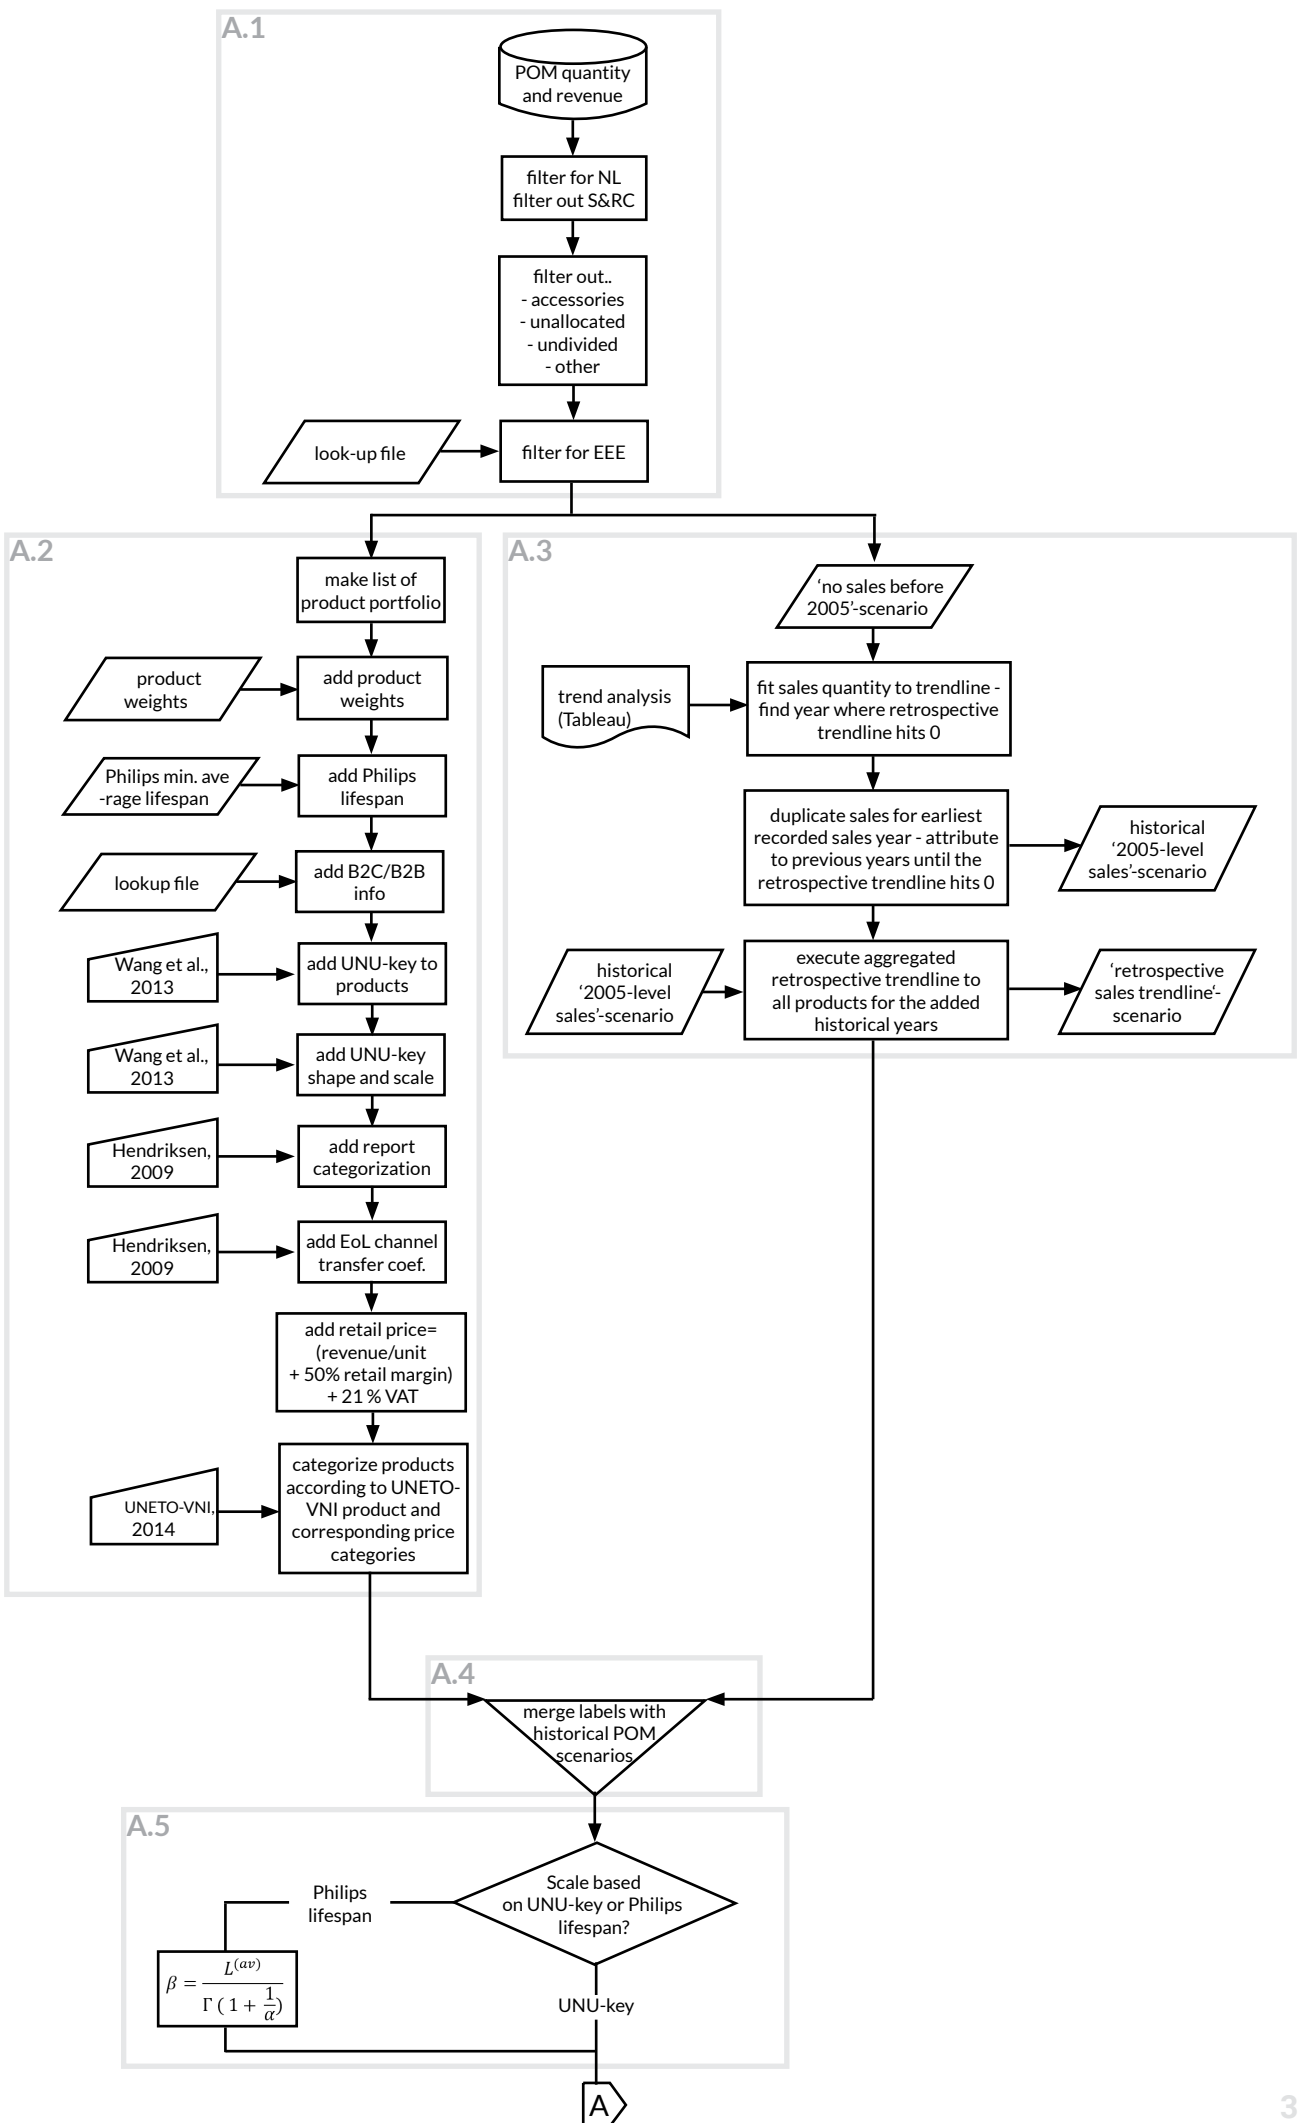 A.1
POM quantity
and revenue
filter for NL
filter out S&RC
filter out..
- accessories
- unallocated
- undivided
- other
look-up file
filter for EEE
A.2
make list of
product portfolio
product
weights
add product
weights
Philips min. ave
-rage lifespan
add Philips
lifespan
lookup file
add B2C/B2B
info
Wang et al.,
2013
add UNU-key to
products
Wang et al.,
2013
add UNU-key
shape and scale
Hendriksen,
2009
add report
categorization
Hendriksen,
2009
add EoL channel
transfer coef.
add retail price=
(revenue/unit
+ 50% retail margin)
+ 21 % VAT
UNETO-VNI,
2014
categorize products
according to UNETO-
VNI product and
corresponding price
categories
A.3
‘no sales before
2005’-scenario
trend analysis
(Tableau)
fit sales quantity to trendline -
find year where retrospective
trendline hits 0
duplicate sales for earliest
recorded sales year - attribute
to previous years until the
retrospective trendline hits 0
historical
‘2005-level
sales’-scenario
historical
‘2005-level
sales’-scenario
execute aggregated
retrospective trendline to
all products for the added
historical years
‘retrospective
sales trendline‘-
scenario
A.4
merge labels with
historical POM
scenarios
A.5
Scale based
on UNU-key or Philips
lifespan?
Philips
lifespan
β = L^(av) / Γ ( 1 + 1/α)
UNU-key
A
3